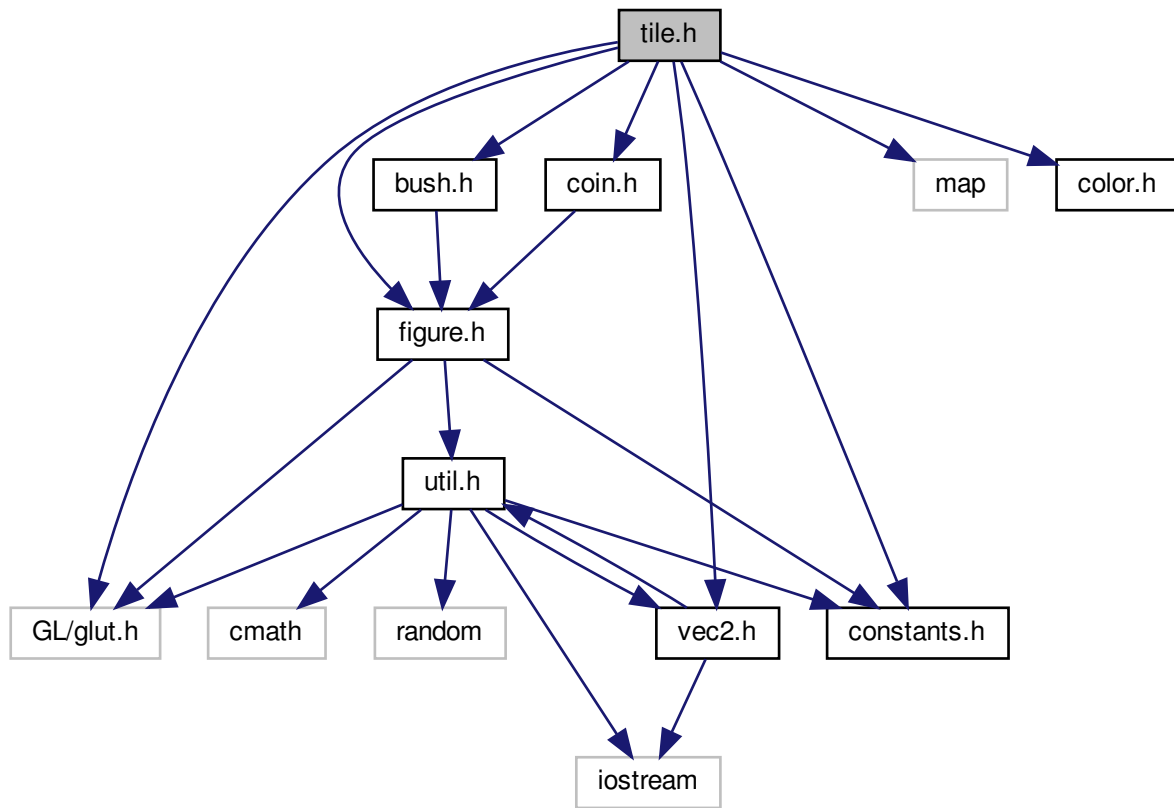 tile.h
bush.h
coin.h
map
color.h
figure.h
util.h
GL/glut.h
cmath
random
vec2.h
constants.h
iostream